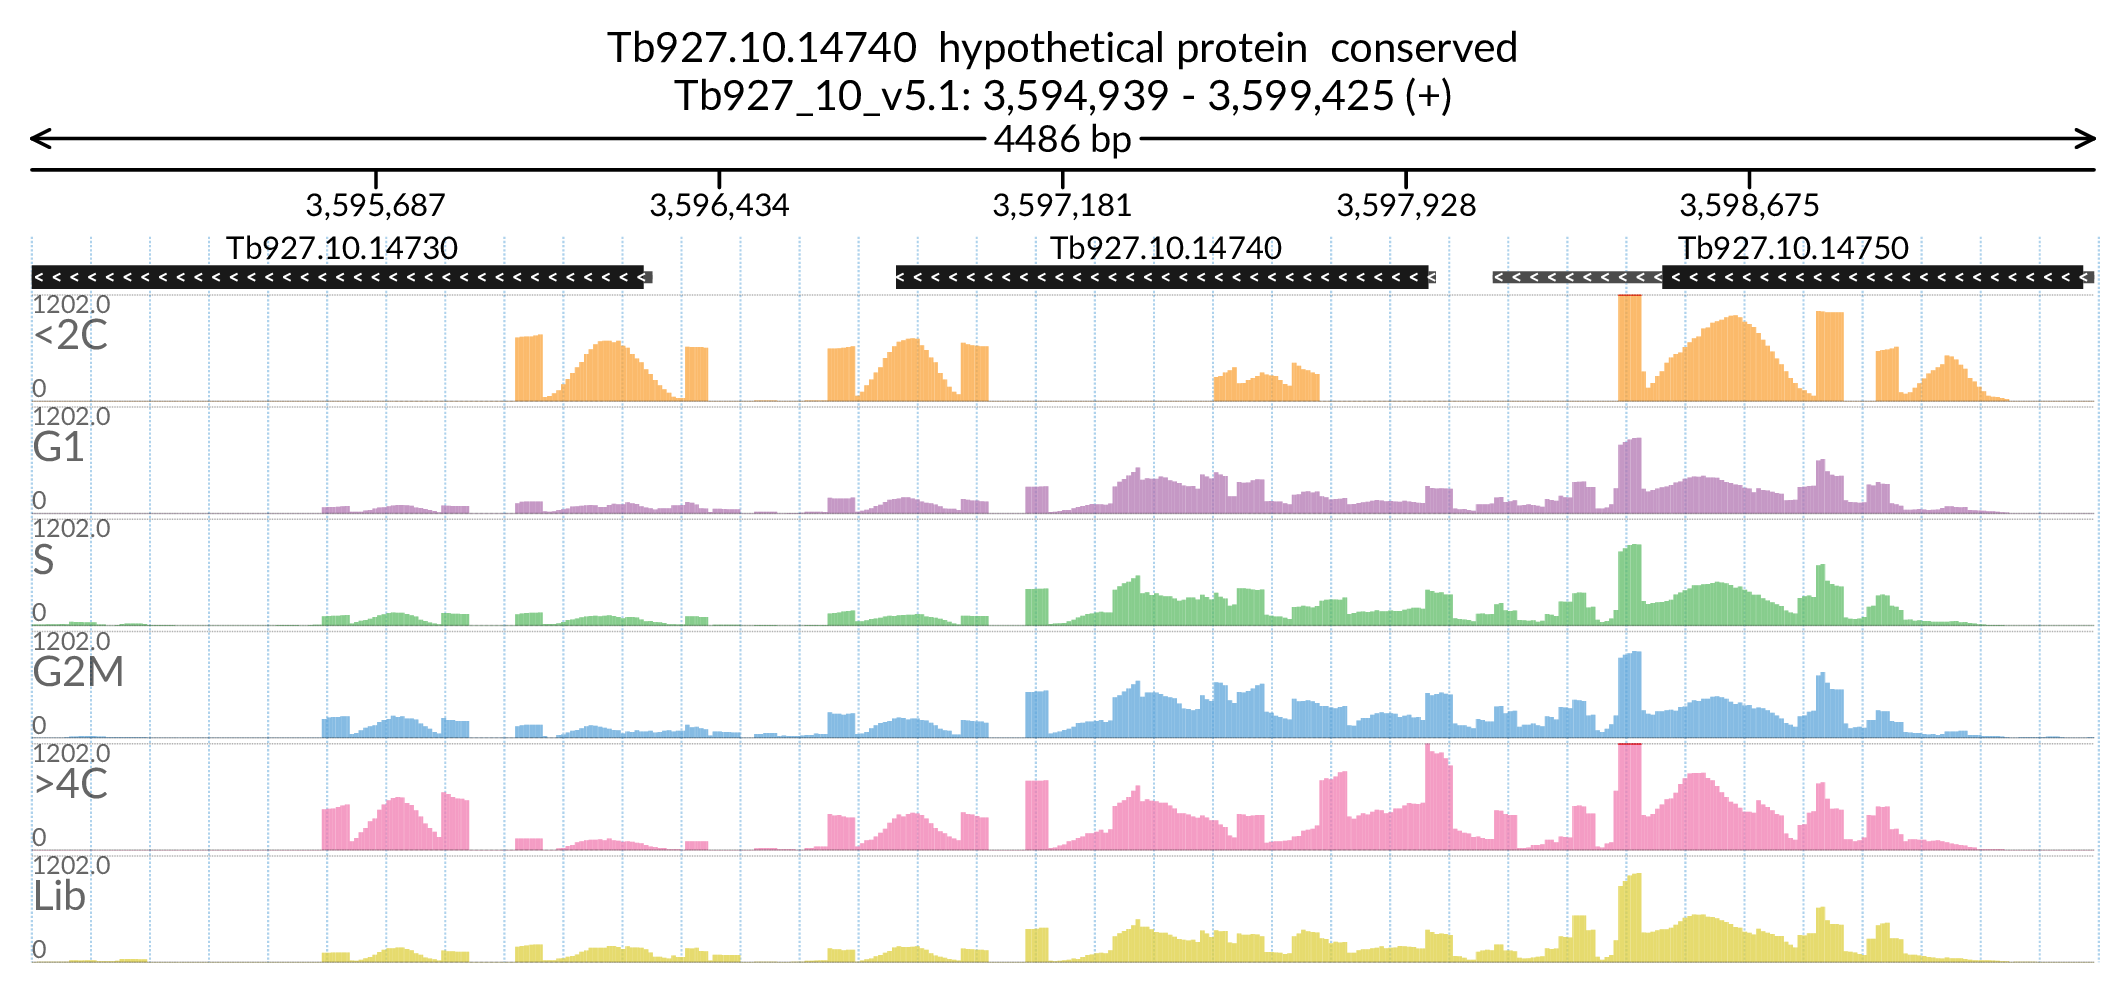 Tb927.10.14740 hypothetical protein conserved
Tb927_10_v5.1: 3,594,939 - 3,599,425 (+)
4486 bp
3,595,687 3,596,434 3,597,181 3,597,928 3,598,675
Tb927.10.14730 Tb927.10.14740 Tb927.10.14750
1202.0
<2C
0
1202.0
G1
0
1202.0
S
0
1202.0
G2M
0
1202.0
>4C
0
1202.0
Lib
0